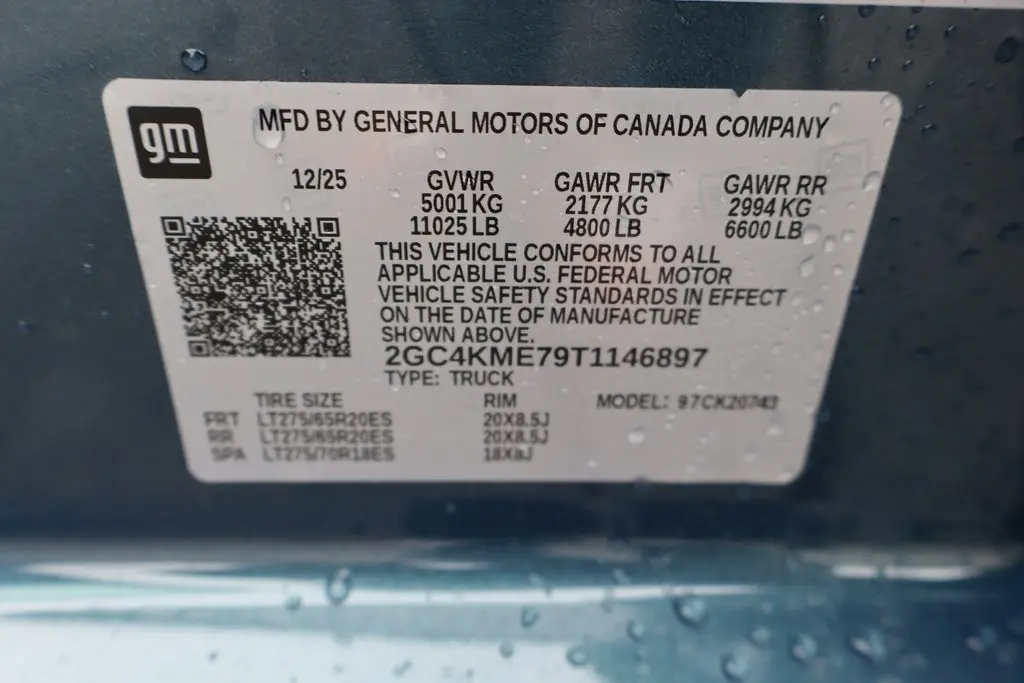 gm
MFD BY GENERAL MOTORS OF CANADA COMPANY
12/25 GVWR GAWR FRT GAWR RR
5001 KG 2177 KG 2994 KG
11025 LB 4800 LB 6600 LB
THIS VEHICLE CONFORMS TO ALL
APPLICABLE U.S. FEDERAL MOTOR
VEHICLE SAFETY STANDARDS IN EFFECT
ON THE DATE OF MANUFACTURE
SHOWN ABOVE.
2GC4KME79T1146897
TYPE: TRUCK
TIRE SIZE RIM MODEL: 97CK20743
FRT LT275/65R20ES 20X8.5J
RR LT275/65R20ES 20X8.5J
SPA LT275/70R18ES 18X8J